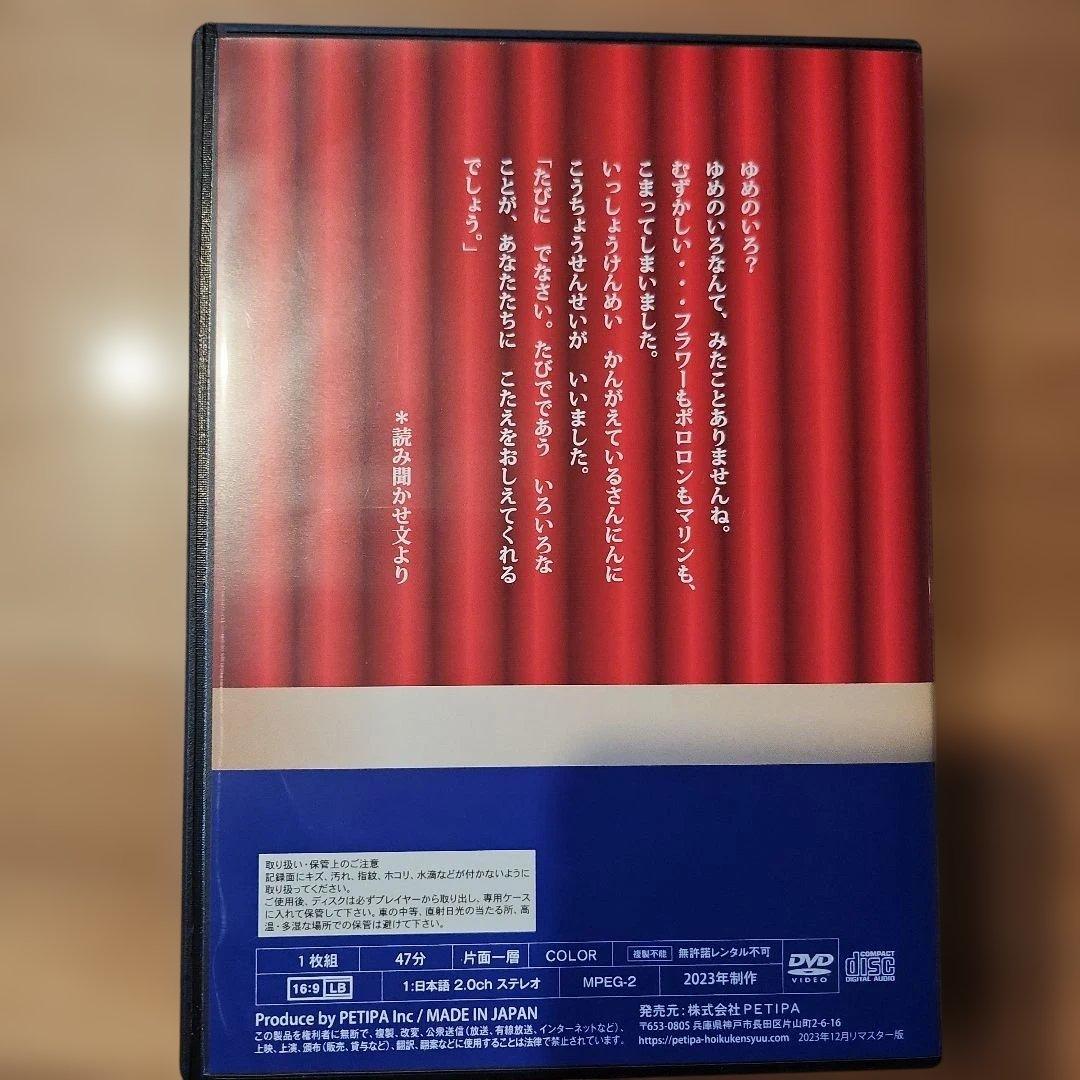 ゆめのいろ?
ゆめのいろなんて、みたことありませんね。
むずかしい・・・フラワーもポロロンもマリンも、
こまってしまいました。
いっしょうけんめい　かんがえているさんにんに
こうちょうせんせいが　いいました。
「たびに　でなさい。たびでであう　いろいろな
ことが、あなたたちに　こたえをおしえてくれる
でしょう。」
＊読み聞かせ文より
取り扱い・保管上のご注意
記録面にキズ、汚れ、指紋、ホコリ、水滴などが付かないように
取り扱ってください。
ご使用後、ディスクは必ずプレイヤーから取り出し、専用ケース
に入れて保管して下さい。車の中等、直射日光の当たる所、高
温・多湿な場所での保管は避けて下さい。
1枚組 47分 片面一層 COLOR 複製不能 無許諾レンタル不可
16:9 LB 1:日本語 2.0ch ステレオ MPEG-2 2023年制作
DVD VIDEO
COMPACT disc DIGITAL AUDIO
Produce by PETIPA Inc / MADE IN JAPAN
この製品を権利者に無断で、複製、改変、公衆送信(放送、有線放送、インターネットなど)、
上映、上演、頒布(販売、貸与など)、翻訳、翻案などに使用することは法律で禁止されています。
発売元:株式会社PETIPA
〒653-0805 兵庫県神戸市長田区片山町2-6-16
https://petipa-hoikukensyuu.com 2023年12月リマスター版